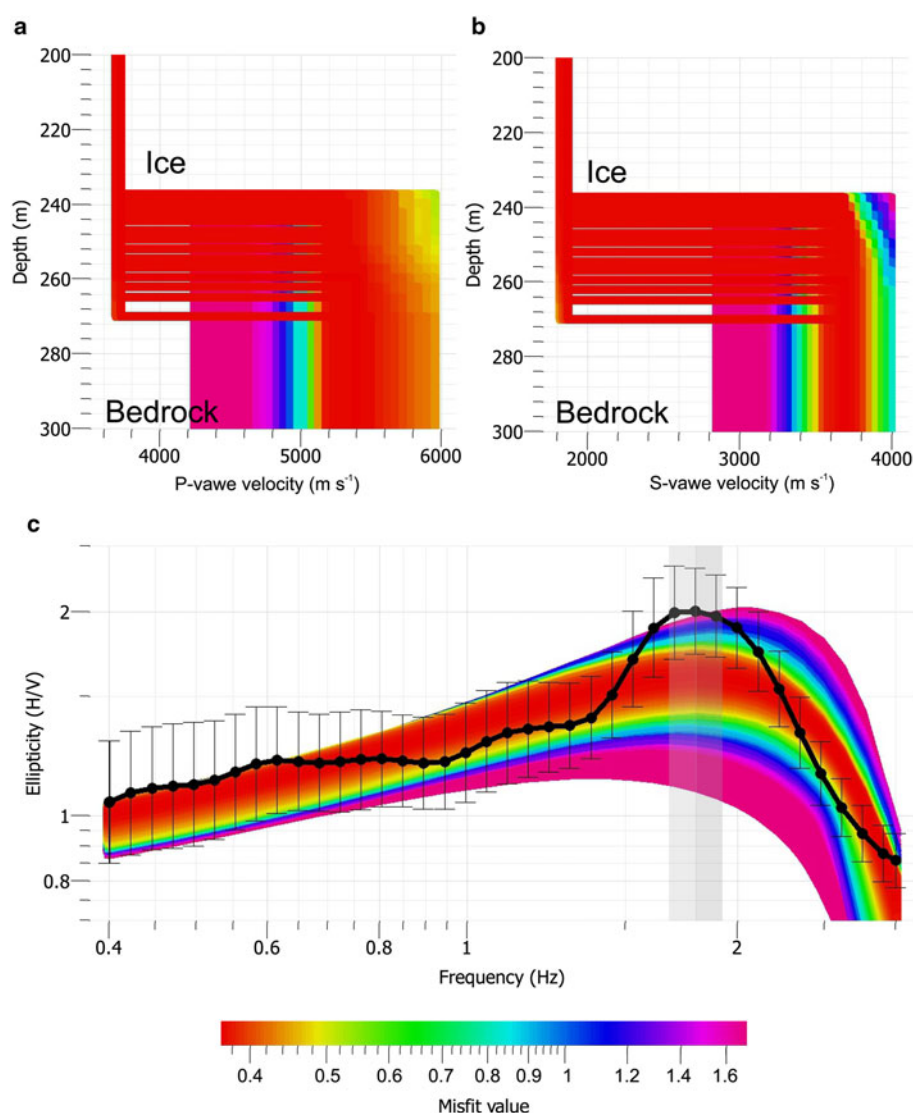 a
200
220
240
260
280
300
Depth (m)
Ice
Bedrock
4000 5000 6000
P-vawe velocity (m s⁻¹)
b
200
220
240
260
280
300
Depth (m)
Ice
Bedrock
2000 3000 4000
S-vawe velocity (m s⁻¹)
c
2
1
0.8
Ellipticity (H/V)
0.4 0.6 0.8 1 2
Frequency (Hz)
0.4 0.5 0.6 0.7 0.8 0.9 1 1.2 1.4 1.6
Misfit value